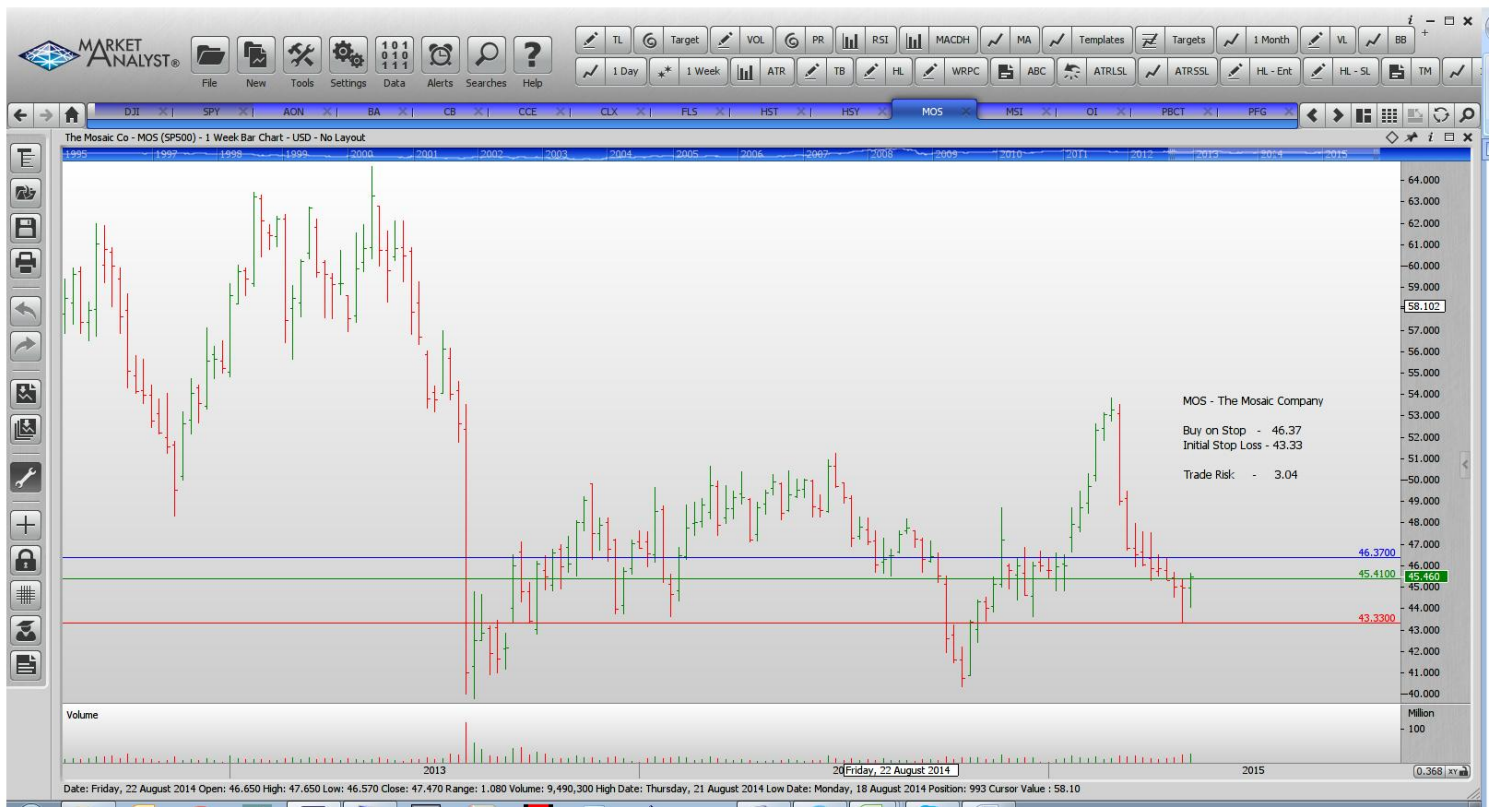 MARKET
ANALYST®
File
New
Tools
Settings
Data
Alerts
Searches
Help
TL
Target
VOL
PR
RSI
MACDH
MA
Templates
Targets
1 Month
VL
BB
1 Day
1 Week
ATR
TB
HL
WRPC
ABC
ATRLSL
ATRSSL
HL - Ent
HL - SL
TM
DJI
SPY
AON
BA
CB
CCE
CLX
FLS
HST
HSY
MOS
MSI
OI
PBCT
PFG
The Mosaic Co - MOS (SP500) - 1 Week Bar Chart - USD - No Layout
1995 1997 1998 1999 2000 2001 2002 2003 2004 2005 2006 2007 2008 2009 2010 2011 2012 2013 2014 2015
64.000
63.000
62.000
61.000
60.000
59.000
58.102
57.000
56.000
55.000
54.000
53.000
52.000
51.000
50.000
49.000
48.000
47.000
46.000
45.460
45.000
44.000
43.000
42.000
41.000
40.000
MOS - The Mosaic Company
Buy on Stop - 46.37
Initial Stop Loss - 43.33
Trade Risk - 3.04
46.3700
45.4100
43.3300
Volume
Million
100
2013
20
Friday, 22 August 2014
2015
0.368 XY
Date: Friday, 22 August 2014 Open: 46.650 High: 47.650 Low: 46.570 Close: 47.470 Range: 1.080 Volume: 9,490,300 High Date: Thursday, 21 August 2014 Low Date: Monday, 18 August 2014 Position: 993 Cursor Value : 58.10